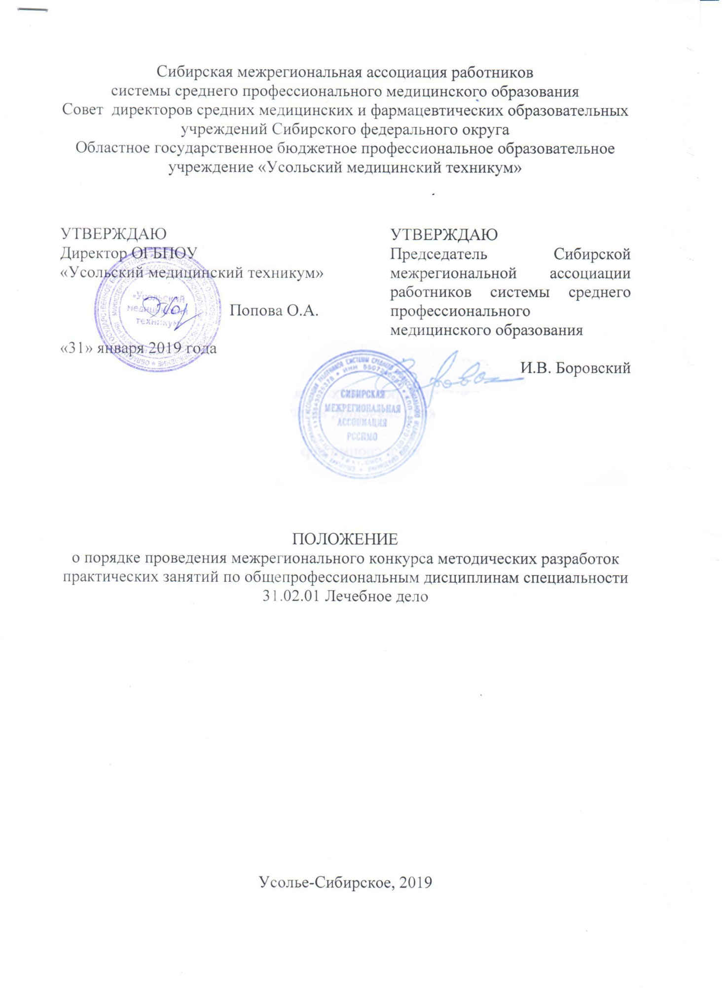 Сибирская межрегиональная ассоциация работников
системы среднего профессионального медицинского образования
Совет директоров средних медицинских и фармацевтических образовательных
учреждений Сибирского федерального округа
Областное государственное бюджетное профессиональное образовательное
учреждение «Усольский медицинский техникум»
УТВЕРЖДАЮ
Директор ОГБПОУ
«Усольский медицинский техникум»
Попова О.А.
«31» января 2019 года
«Усольский
медицинский
техникум»
УТВЕРЖДАЮ
Председатель Сибирской
межрегиональной ассоциации
работников системы среднего
профессионального
медицинского образования
И.В. Боровский
СИБИРСКАЯ
МЕЖРЕГИОНАЛЬНАЯ
АССОЦИАЦИЯ
РССПМО
ПОЛОЖЕНИЕ
о порядке проведения межрегионального конкурса методических разработок
практических занятий по общепрофессиональным дисциплинам специальности
31.02.01 Лечебное дело
Усолье-Сибирское, 2019